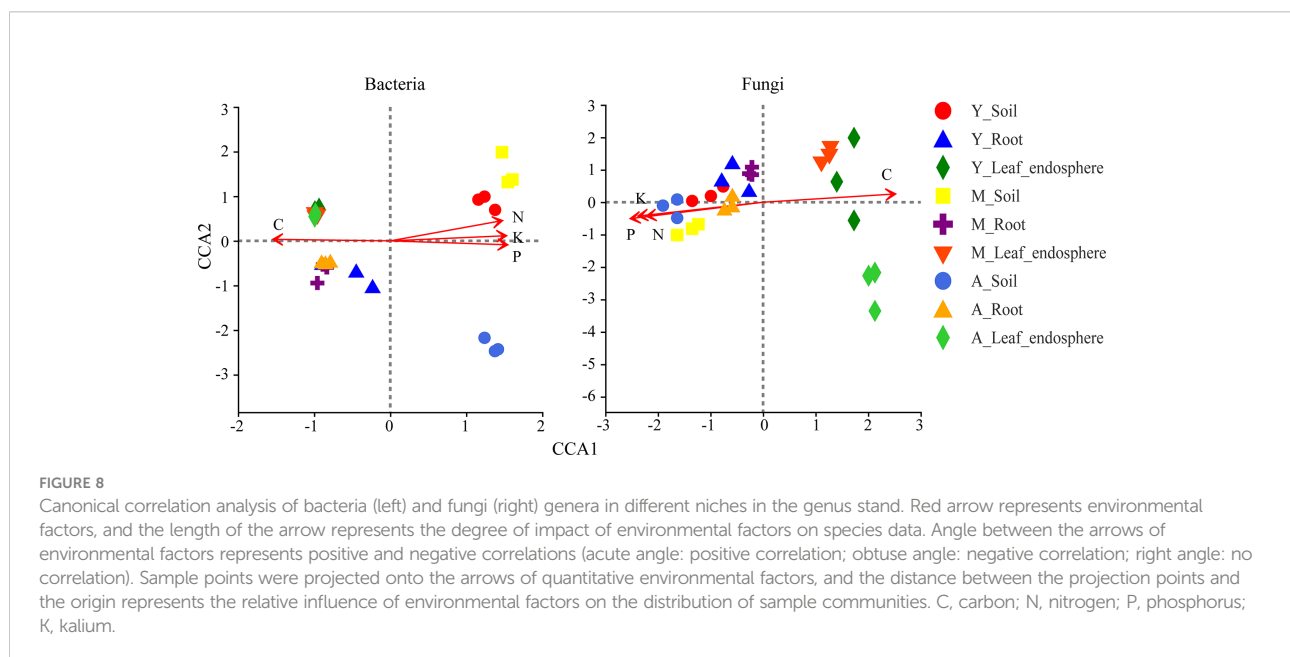 Bacteria
Fungi
3
2
1
0
-1
-2
-3
CCA2
-2
-1
0
1
2
C
N
K
P
3
2
1
0
-1
-2
-3
-4
-5
-6
-3
-2
-1
0
1
2
3
K
P
N
C
CCA1
Y_Soil
Y_Root
Y_Leaf_endosphere
M_Soil
M_Root
M_Leaf_endosphere
A_Soil
A_Root
A_Leaf_endosphere
FIGURE 8
Canonical correlation analysis of bacteria (left) and fungi (right) genera in different niches in the genus stand. Red arrow represents environmental
factors, and the length of the arrow represents the degree of impact of environmental factors on species data. Angle between the arrows of
environmental factors represents positive and negative correlations (acute angle: positive correlation; obtuse angle: negative correlation; right angle: no
correlation). Sample points were projected onto the arrows of quantitative environmental factors, and the distance between the projection points and
the origin represents the relative influence of environmental factors on the distribution of sample communities. C, carbon; N, nitrogen; P, phosphorus;
K, kalium.